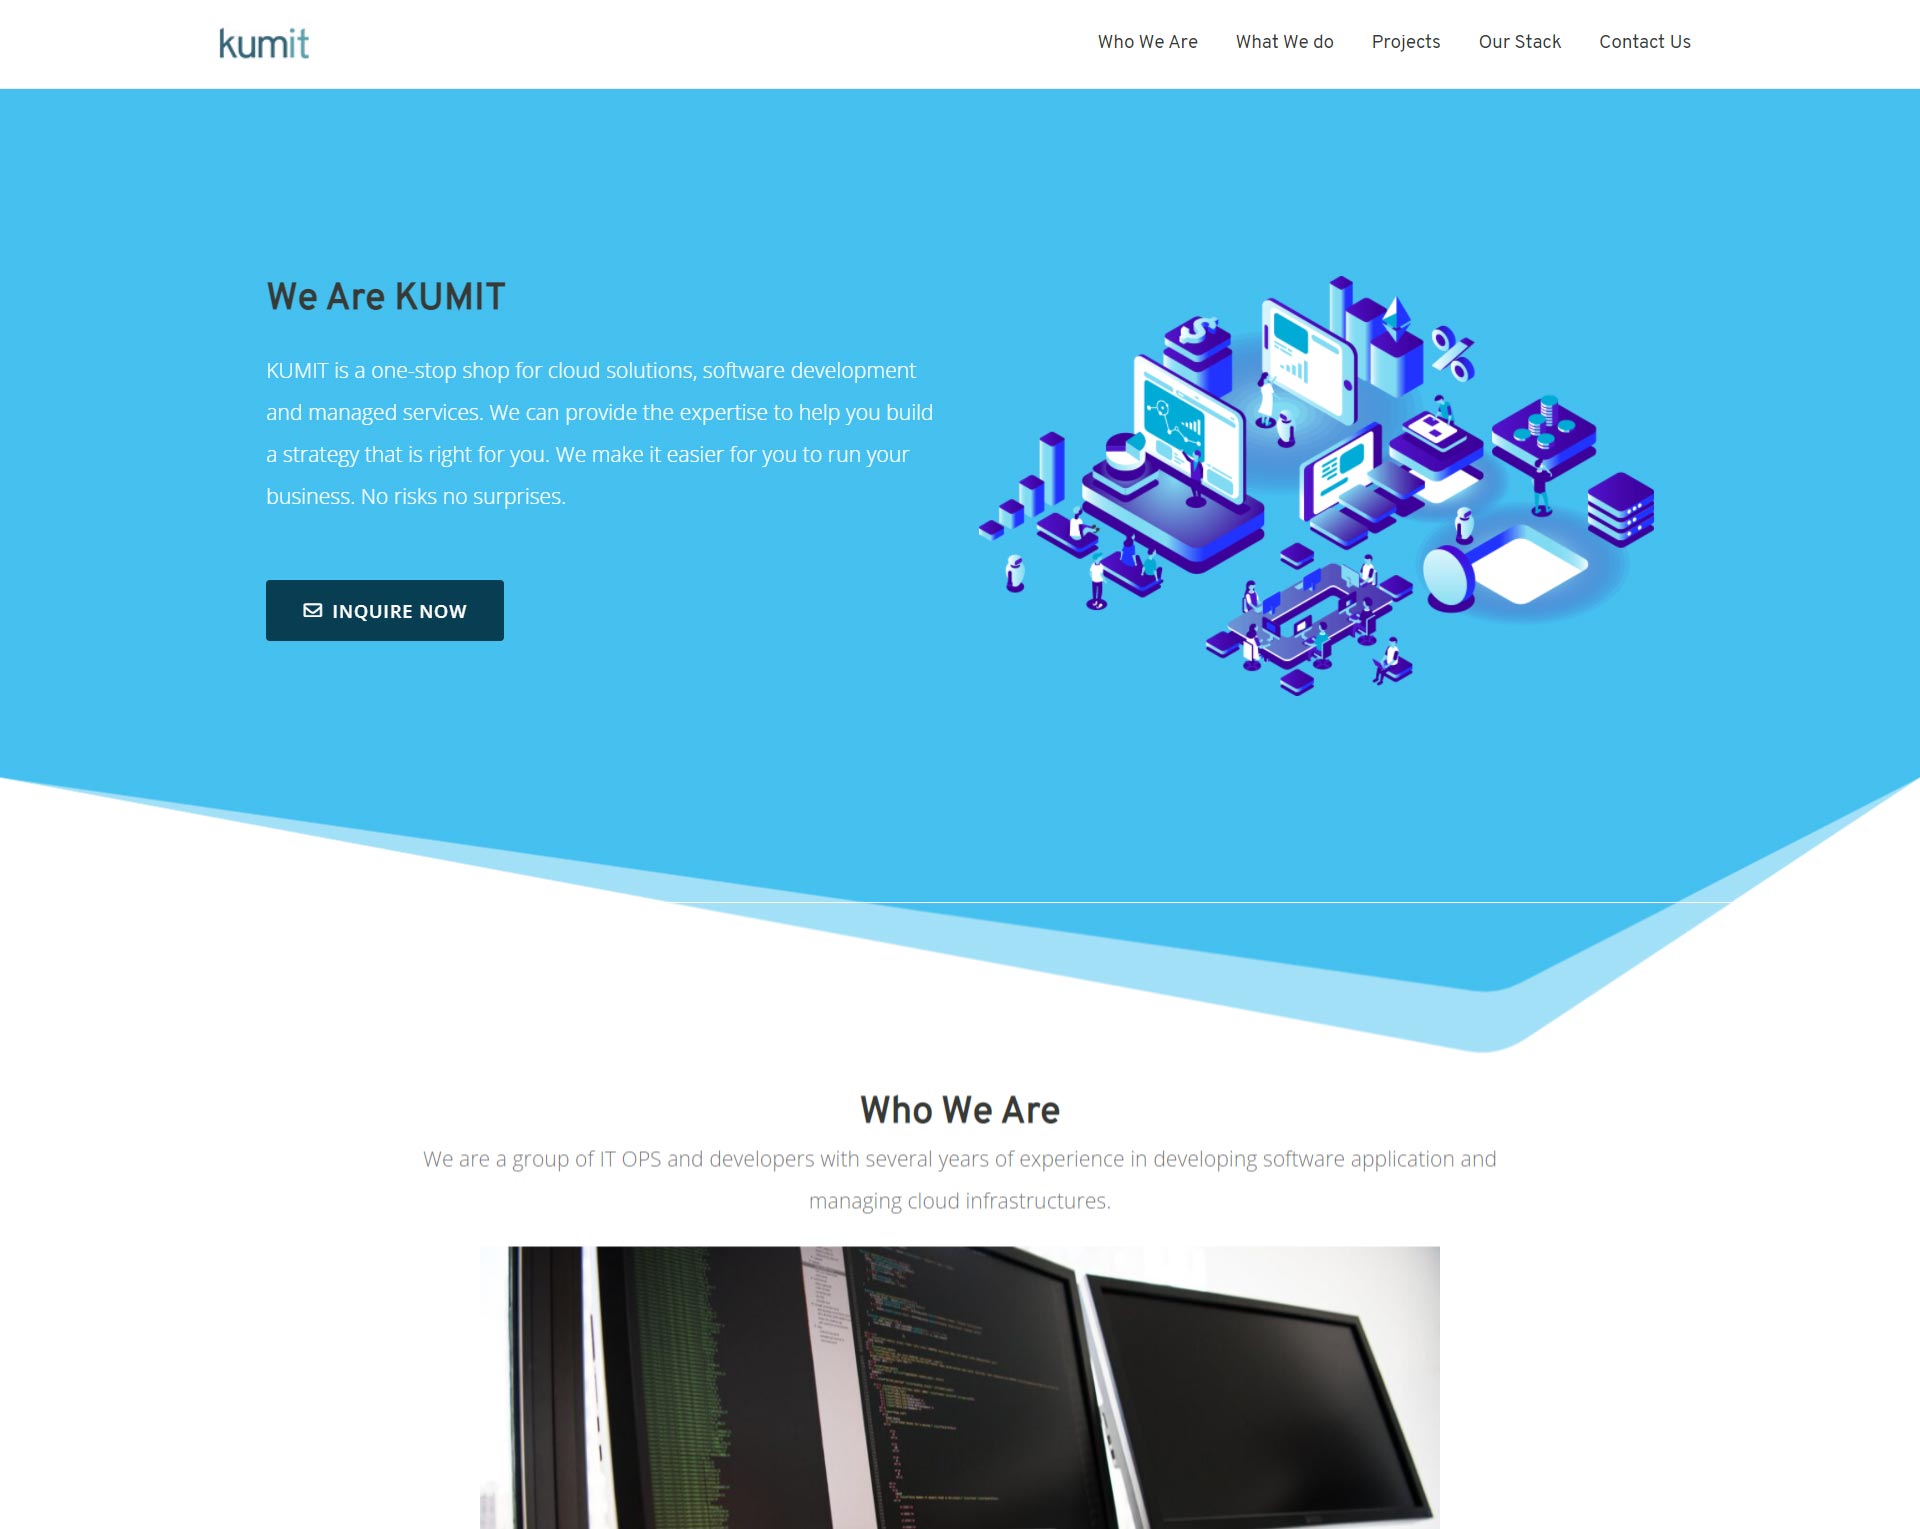 kumit
Who We Are
What We do
Projects
Our Stack
Contact Us
We Are KUMIT
KUMIT is a one-stop shop for cloud solutions, software development
and managed services. We can provide the expertise to help you build
a strategy that is right for you. We make it easier for you to run your
business. No risks no surprises.
INQUIRE NOW
Who We Are
We are a group of IT OPS and developers with several years of experience in developing software application and
managing cloud infrastructures.